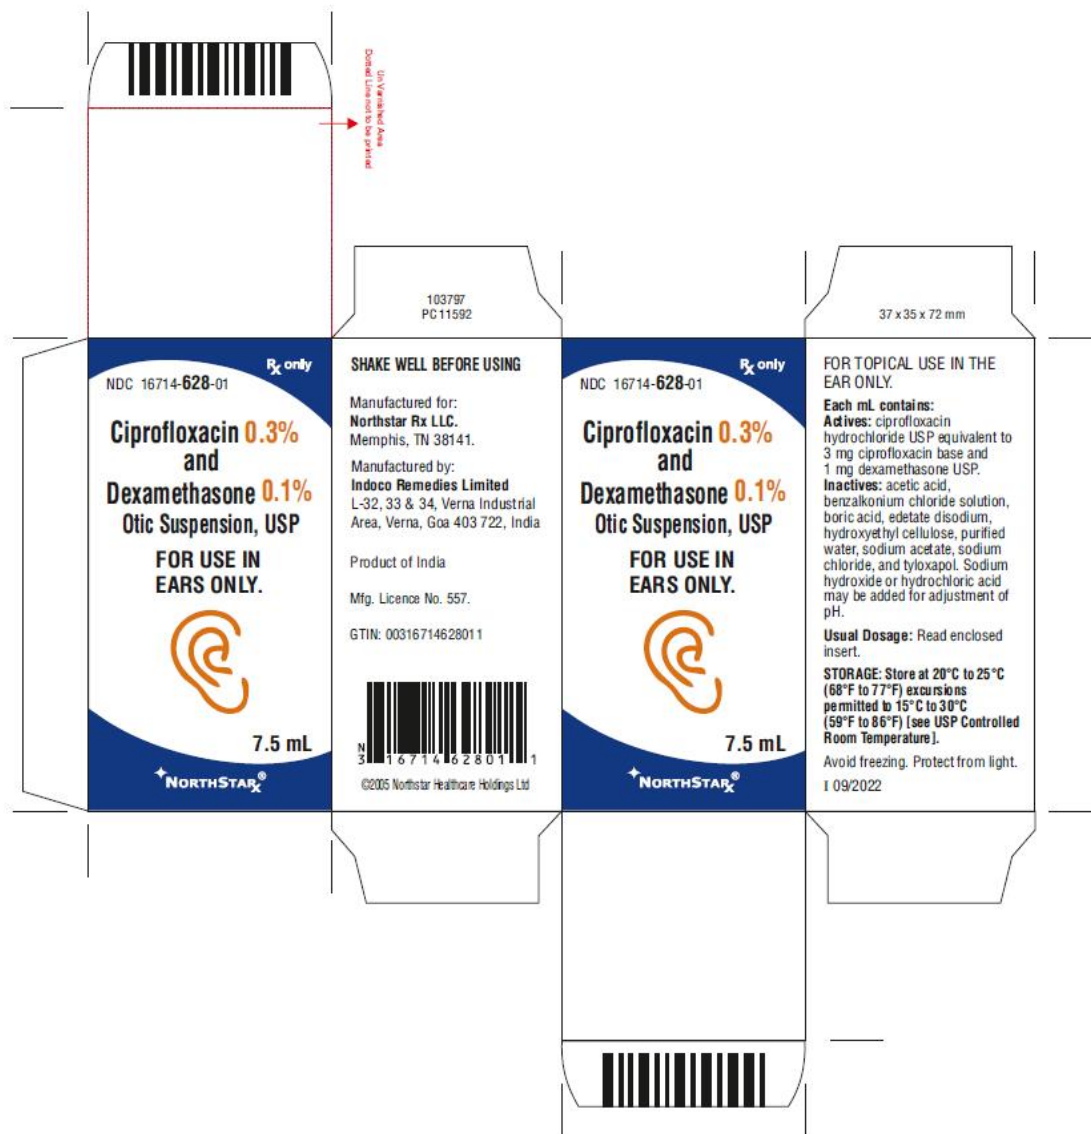 UnVarnished Area
Dotted Line not to be printed
103797
PC 11592
37 x 35 x 72 mm
Rx only
NDC 16714-628-01
Ciprofloxacin 0.3%
and
Dexamethasone 0.1%
Otic Suspension, USP
FOR USE IN
EARS ONLY.
7.5 mL
NORTHSTARx®
SHAKE WELL BEFORE USING
Manufactured for:
Northstar Rx LLC.
Memphis, TN 38141.
Manufactured by:
Indoco Remedies Limited
L-32, 33 & 34, Verna Industrial
Area, Verna, Goa 403 722, India
Product of India
Mfg. Licence No. 557.
GTIN: 00316714628011
N
3 16714 62801 1
©2005 Northstar Healthcare Holdings Ltd
Rx only
NDC 16714-628-01
Ciprofloxacin 0.3%
and
Dexamethasone 0.1%
Otic Suspension, USP
FOR USE IN
EARS ONLY.
7.5 mL
NORTHSTARx®
FOR TOPICAL USE IN THE
EAR ONLY.
Each mL contains:
Actives: ciprofloxacin
hydrochloride USP equivalent to
3 mg ciprofloxacin base and
1 mg dexamethasone USP.
Inactives: acetic acid,
benzalkonium chloride solution,
boric acid, edetate disodium,
hydroxyethyl cellulose, purified
water, sodium acetate, sodium
chloride, and tyloxapol. Sodium
hydroxide or hydrochloric acid
may be added for adjustment of
pH.
Usual Dosage: Read enclosed
insert.
STORAGE: Store at 20°C to 25°C
(68°F to 77°F) excursions
permitted to 15°C to 30°C
(59°F to 86°F) [see USP Controlled
Room Temperature].
Avoid freezing. Protect from light.
I 09/2022